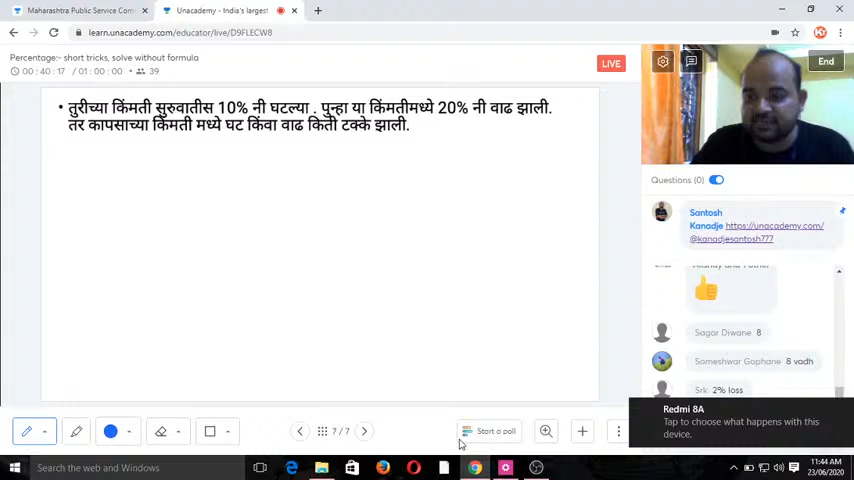 Maharashtra Public Service Com
Unacademy - India's largest
learn.unacademy.com/educator/live/D9FLECW8
Percentage:- short tricks, solve without formula
00 : 40 : 17 / 01 : 00 : 00 • 39
LIVE
End
• तुरीच्या किंमती सुरुवातीस 10% नी घटल्या . पुन्हा या किंमतीमध्ये 20% नी वाढ झाली.
तर कापसाच्या किंमती मध्ये घट किंवा वाढ किती टक्के झाली.
Questions (0)
Santosh
Kanadje https://unacademy.com/
@kanadjesantosh777
Sagar Diwane 8
Someshwar Gophane 8 vadh
Srk 2% loss
Redmi 8A
Tap to choose what happens with this
device.
7 / 7
Start a poll
Search the web and Windows
11:44 AM
23/06/2020